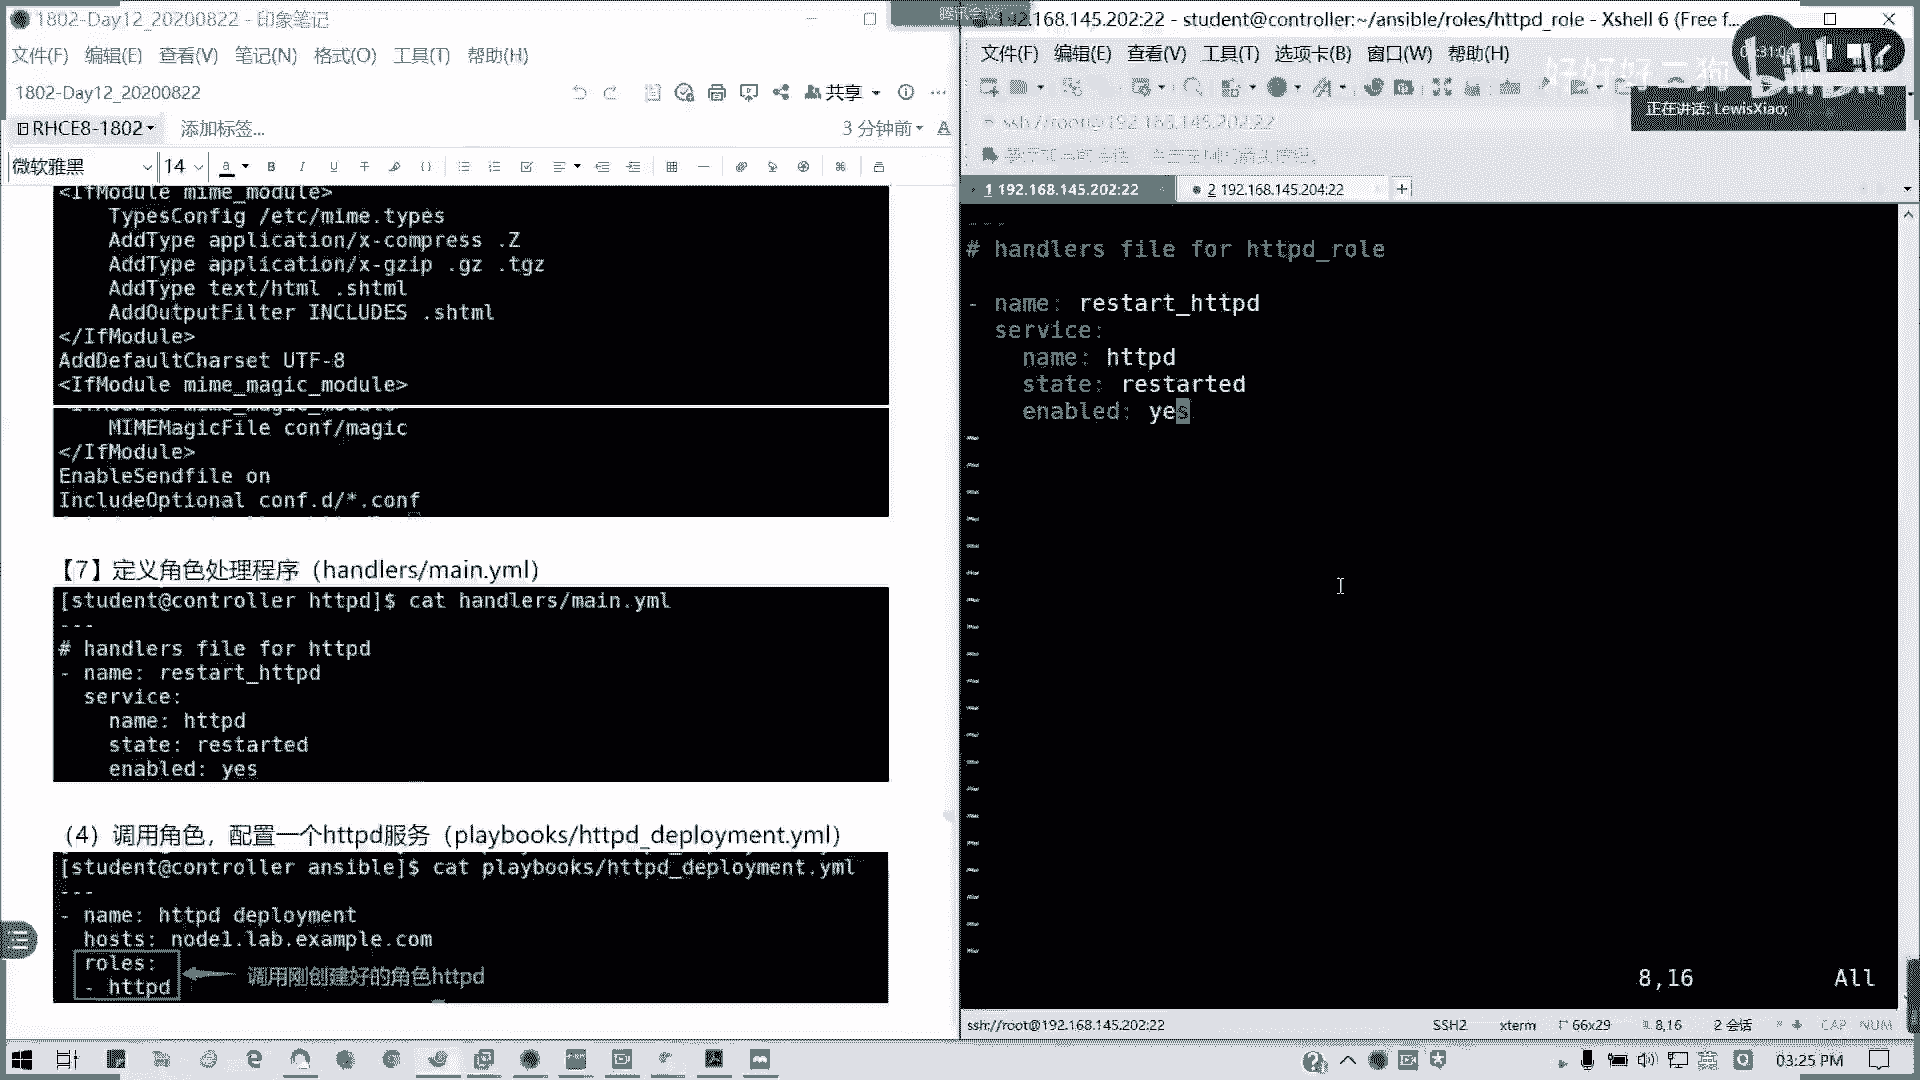 1802-Day12_20200822 - 印象笔记
文件(F) 编辑(E) 查看(V) 笔记(N) 格式(O) 工具(T) 帮助(H)
1802-Day12_20200822
共享
RHCE8-1802
添加标签...
3 分钟前
微软雅黑
14
<IfModule mime_module>
    TypesConfig /etc/mime.types
    AddType application/x-compress .Z
    AddType application/x-gzip .gz .tgz
    AddType text/html .shtml
    AddOutputFilter INCLUDES .shtml
</IfModule>
AddDefaultCharset UTF-8
<IfModule mime_magic_module>
    MIMEMagicFile conf/magic
</IfModule>
EnableSendfile on
IncludeOptional conf.d/*.conf
【7】定义角色处理程序（handlers/main.yml）
[student@controller httpd]$ cat handlers/main.yml
---
# handlers file for httpd
- name: restart_httpd
  service:
    name: httpd
    state: restarted
    enabled: yes
（4）调用角色，配置一个httpd服务（playbooks/httpd_deployment.yml）
[student@controller ansible]$ cat playbooks/httpd_deployment.yml
---
- name: httpd deployment
  hosts: node1.lab.example.com
  roles:
  - httpd
调用刚创建好的角色httpd
腾讯会议
192.168.145.202:22 - student@controller:~/ansible/roles/httpd_role - Xshell 6 (Free f...
文件(F) 编辑(E) 查看(V) 工具(T) 选项卡(B) 窗口(W) 帮助(H)
正在讲话: LewisXiao;
ssh://root@192.168.145.202:22
1 192.168.145.202:22
2 192.168.145.204:22
---
# handlers file for httpd_role
- name: restart_httpd
  service:
    name: httpd
    state: restarted
    enabled: yes
8,16
All
ssh://root@192.168.145.202:22
SSH2
xterm
66x29
8,16
2 会话
CAP
NUM
英
03:25 PM